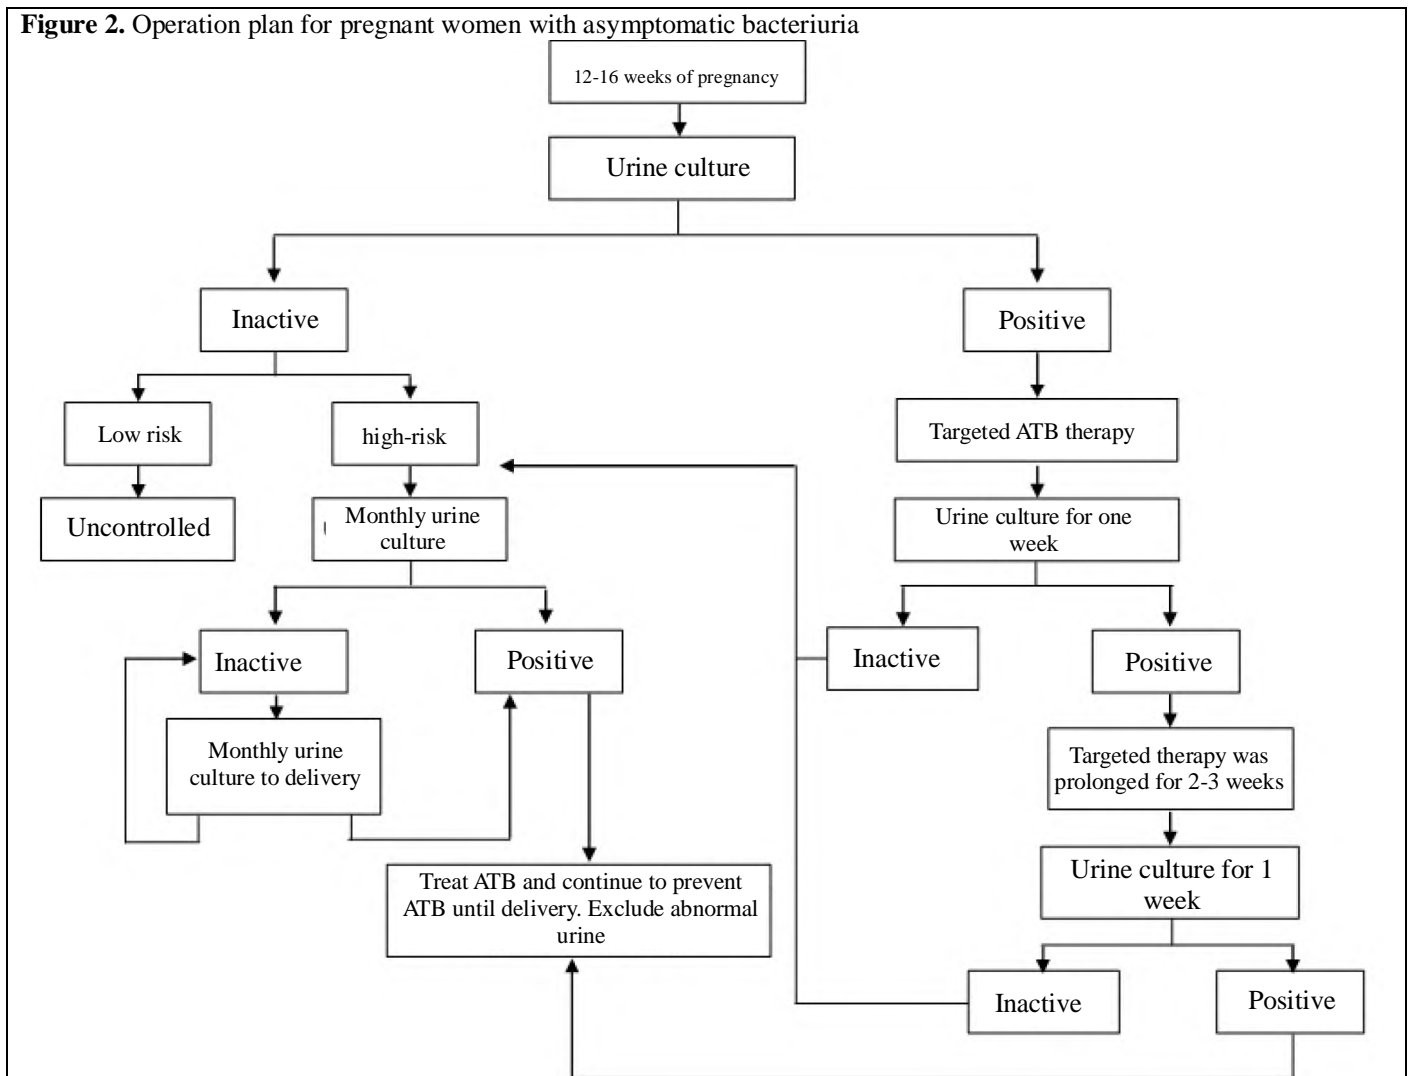 Figure 2. Operation plan for pregnant women with asymptomatic bacteriuria
12-16 weeks of pregnancy
Urine culture
Inactive
Positive
Low risk
high-risk
Targeted ATB therapy
Uncontrolled
Monthly urine
culture
Urine culture for one
week
Inactive
Positive
Inactive
Positive
Monthly urine
culture to delivery
Targeted therapy was
prolonged for 2-3 weeks
Treat ATB and continue to prevent
ATB until delivery. Exclude abnormal
urine
Urine culture for 1
week
Inactive
Positive